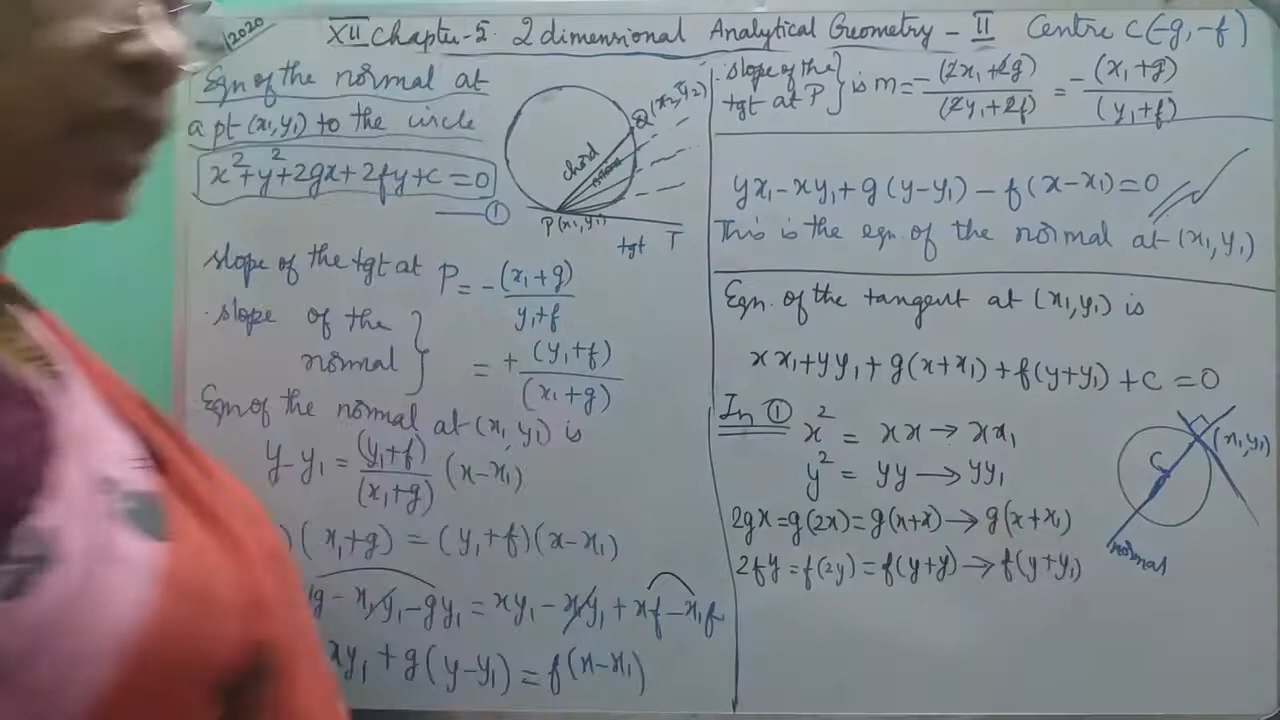 /2020
XII Chapter-5. 2 dimensional Analytical Geometry - II Centre C(-g, -f)
Eqn of the normal at
a pt (x₁, y₁) to the circle
x² + y² + 2gx + 2fy + c = 0
—— ①
chord
Q(x₂, y₂)
P(x₁, y₁)
tgt T
slope of the tgt at P = -(x₁+g)/(y₁+f)
slope of the normal } = +(y₁+f)/(x₁+g)
Eqn of the normal at (x₁, y₁) is
y-y₁ = (y₁+f)/(x₁+g) (x-x₁)
)(x₁+g) = (y₁+f)(x-x₁)
g - x₁y₁ - gy₁ = xy₁ - x₁y₁ + xf - x₁f
xy₁ + g(y-y₁) = f(x-x₁)
slope of the tgt at P } is m = -(2x₁+2g)/(2y₁+2f) = -(x₁+g)/(y₁+f)
yx₁ - xy₁ + g(y-y₁) - f(x-x₁) = 0
This is the eqn. of the normal at (x₁, y₁)
Eqn. of the tangent at (x₁, y₁) is
xx₁ + yy₁ + g(x+x₁) + f(y+y₁) + c = 0
In ① x² = xx → xx₁
y² = yy → yy₁
2gx = g(2x) = g(x+x) → g(x+x₁)
2fy = f(2y) = f(y+y) → f(y+y₁)
(x₁, y₁)
C
normal